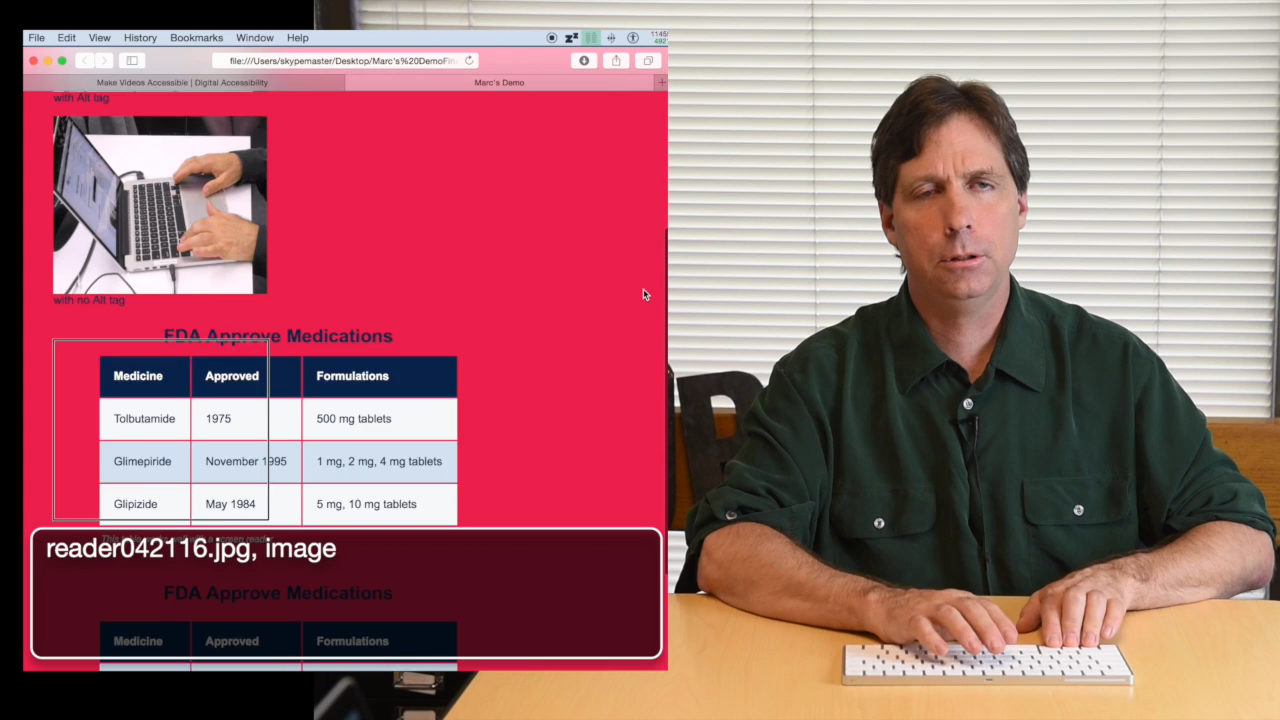 File Edit View History Bookmarks Window Help
file:///Users/skypemaster/Desktop/Marc's%20DemoFin
Make Videos Accessible | Digital Accessibility
Marc's Demo
with Alt tag
with no Alt tag
FDA Approve Medications
Medicine Approved Formulations
Tolbutamide 1975 500 mg tablets
Glimepiride November 1995 1 mg, 2 mg, 4 mg tablets
Glipizide May 1984 5 mg, 10 mg tablets
reader042116.jpg, image
FDA Approve Medications
Medicine Approved Formulations